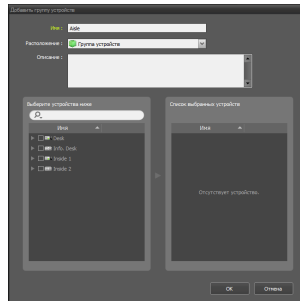 Добавить группу устройств
Имя : Aisle
Расположение : Группа устройств
Описание :
Выберите устройства ниже
Имя
Desk
Info. Desk
Inside 1
Inside 2
Список выбранных устройств
Имя
Отсутствует устройство.
OK Отмена